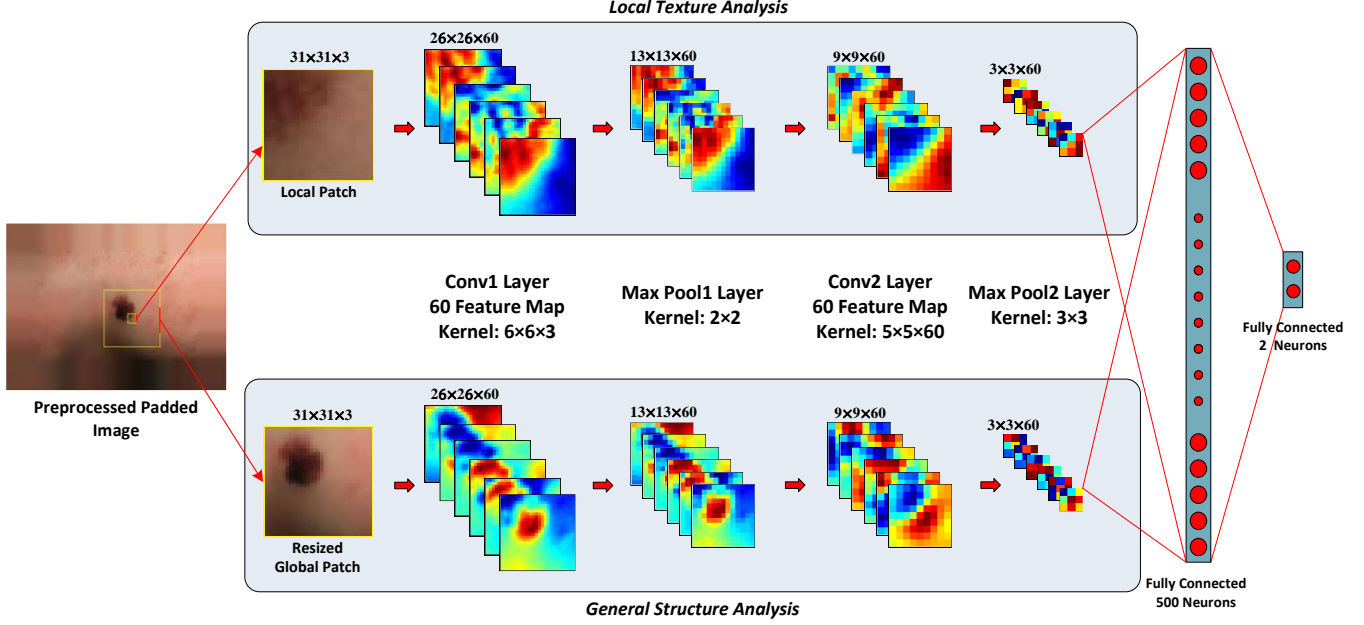 Local Texture Analysis
31×31×3
26×26×60
13×13×60
9×9×60
3×3×60
Local Patch
Conv1 Layer
60 Feature Map
Kernel: 6×6×3
Max Pool1 Layer
Kernel: 2×2
Conv2 Layer
60 Feature Map
Kernel: 5×5×60
Max Pool2 Layer
Kernel: 3×3
Fully Connected
2 Neurons
Preprocessed Padded
Image
31×31×3
26×26×60
13×13×60
9×9×60
3×3×60
Resized
Global Patch
Fully Connected
500 Neurons
General Structure Analysis